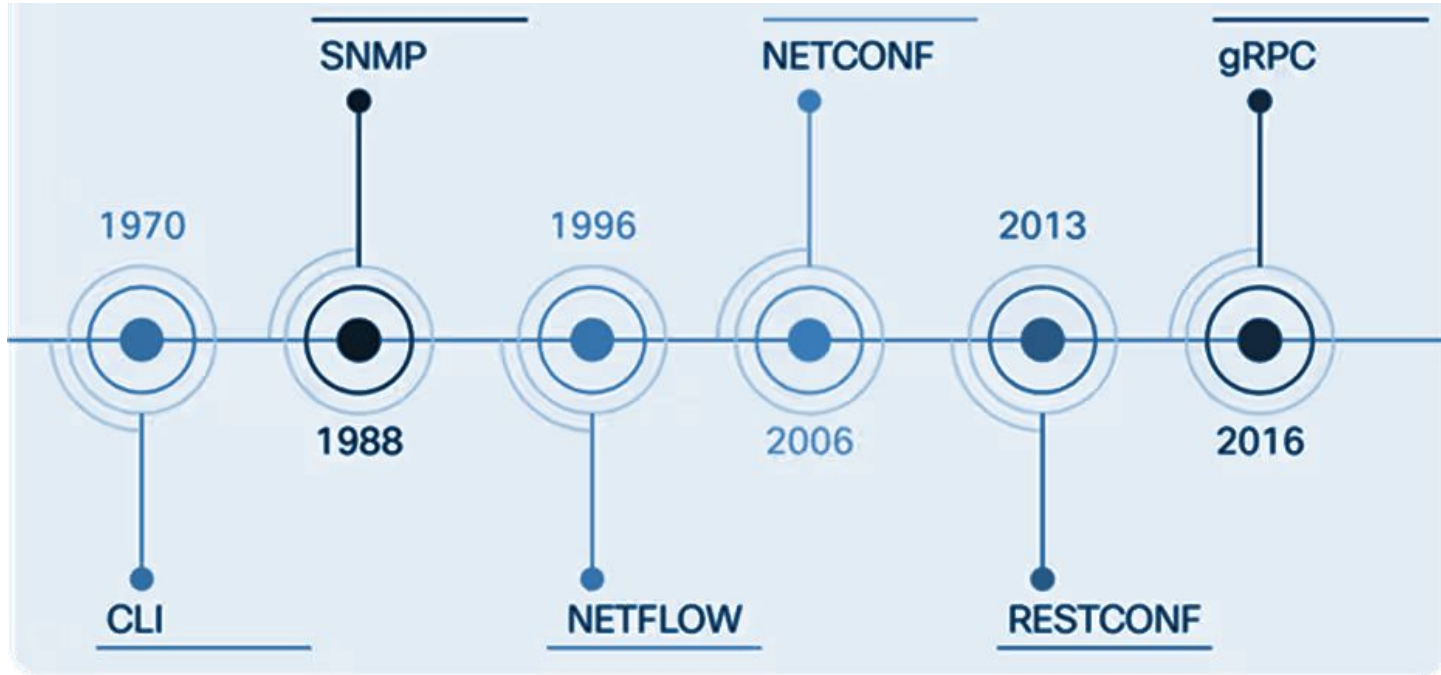 SNMP
NETCONF
gRPC
1970
1996
2013
1988
2006
2016
CLI
NETFLOW
RESTCONF